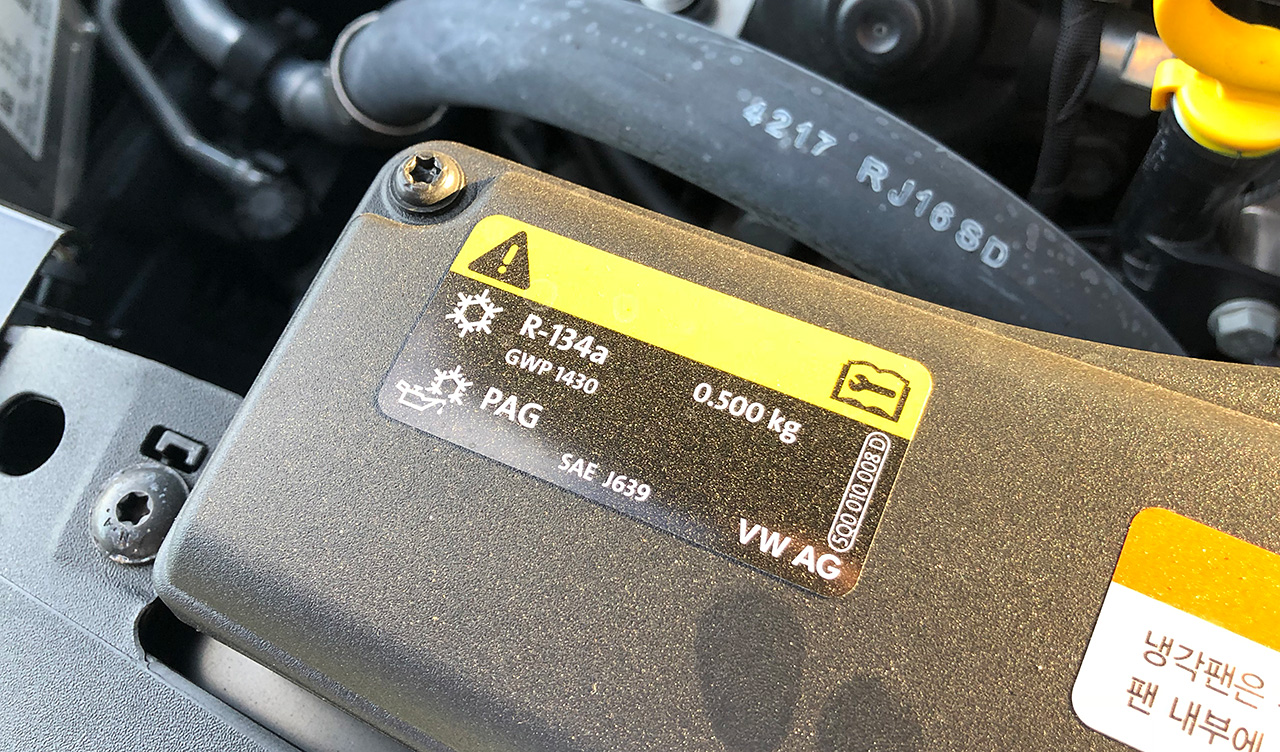 4217 RJ16SD
R-134a
GWP 1430
0.500 kg
PAG
SAE J639
5Q0 010 008 D
VW AG
냉각팬은
팬 내부에